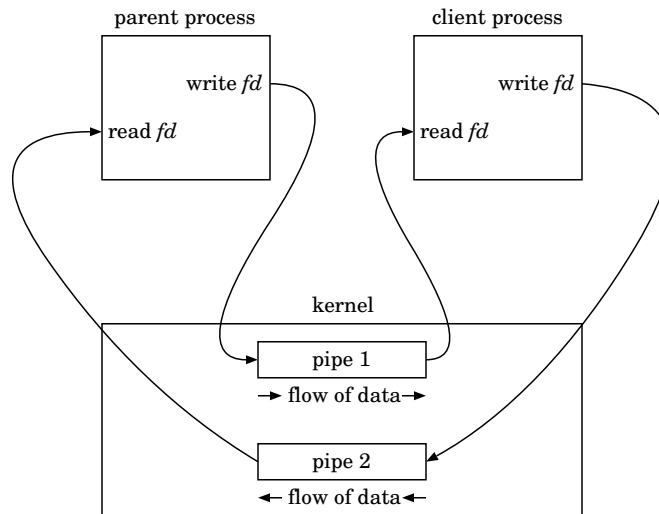 parent process
client process
write fd
read fd
write fd
read fd
kernel
pipe 1
flow of data
pipe 2
flow of data